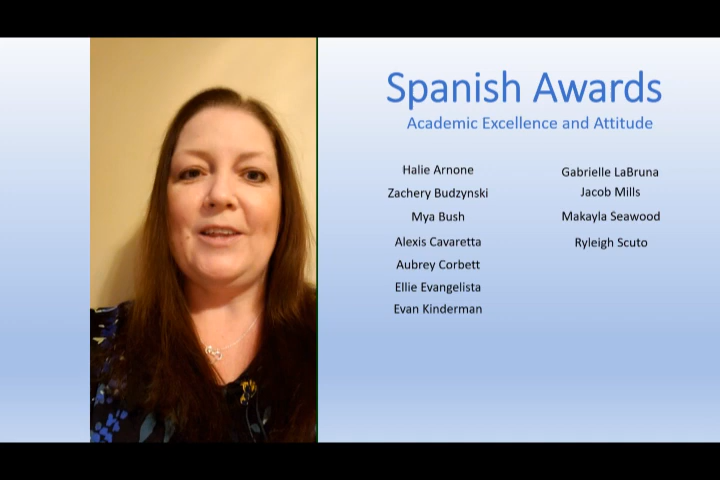 Spanish Awards
Academic Excellence and Attitude
Halie Arnone
Zachery Budzynski
Mya Bush
Alexis Cavaretta
Aubrey Corbett
Ellie Evangelista
Evan Kinderman
Gabrielle LaBruna
Jacob Mills
Makayla Seawood
Ryleigh Scuto